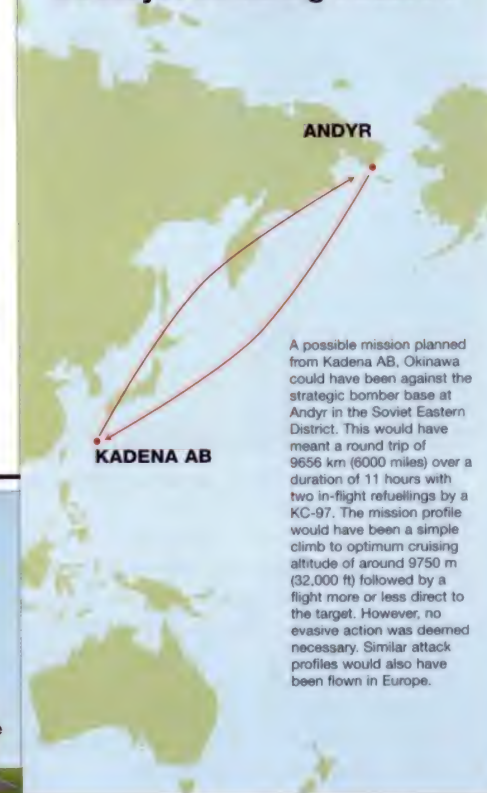 ANDYR
KADENA AB
A possible mission planned
from Kadena AB, Okinawa
could have been against the
strategic bomber base at
Andyr in the Soviet Eastern
District. This would have
meant a round trip of
9656 km (6000 miles) over a
duration of 11 hours with
two in-flight refuellings by a
KC-97. The mission profile
would have been a simple
climb to optimum cruising
altitude of around 9750 m
(32,000 ft) followed by a
flight more or less direct to
the target. However, no
evasive action was deemed
necessary. Similar attack
profiles would also have
been flown in Europe.